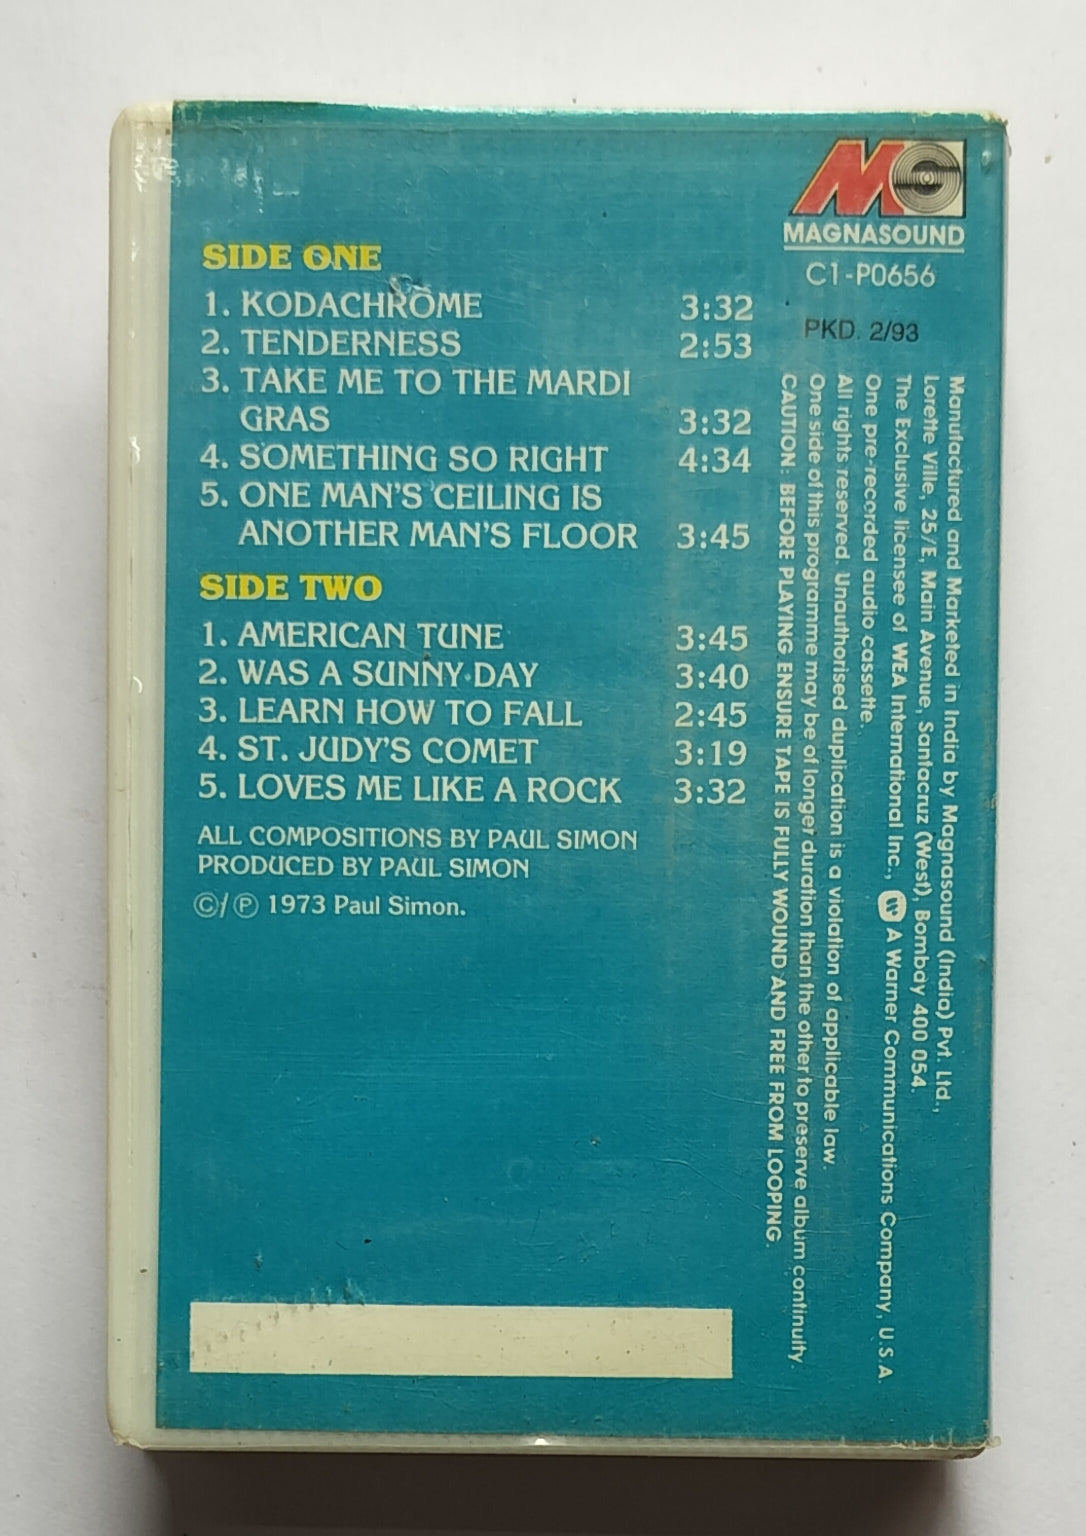 MG
MAGNASOUND
C1-P0656
PKD. 2/93
SIDE ONE
1. KODACHROME 3:32
2. TENDERNESS 2:53
3. TAKE ME TO THE MARDI
GRAS 3:32
4. SOMETHING SO RIGHT 4:34
5. ONE MAN'S CEILING IS
ANOTHER MAN'S FLOOR 3:45
SIDE TWO
1. AMERICAN TUNE 3:45
2. WAS A SUNNY DAY 3:40
3. LEARN HOW TO FALL 2:45
4. ST. JUDY'S COMET 3:19
5. LOVES ME LIKE A ROCK 3:32
ALL COMPOSITIONS BY PAUL SIMON
PRODUCED BY PAUL SIMON
©/℗ 1973 Paul Simon.
Manufactured and Marketed in India by Magnasound (India) Pvt. Ltd.,
Lorette Ville, 25/E, Main Avenue, Santacruz (West), Bombay 400 054.
The Exclusive licensee of WEA International Inc., A Warner Communications Company, U.S.A.
One pre-recorded audio cassette.
All rights reserved. Unauthorised duplication is a violation of applicable law.
One side of this programme may be of longer duration than the other to preserve album continuity.
CAUTION: BEFORE PLAYING ENSURE TAPE IS FULLY WOUND AND FREE FROM LOOPING.